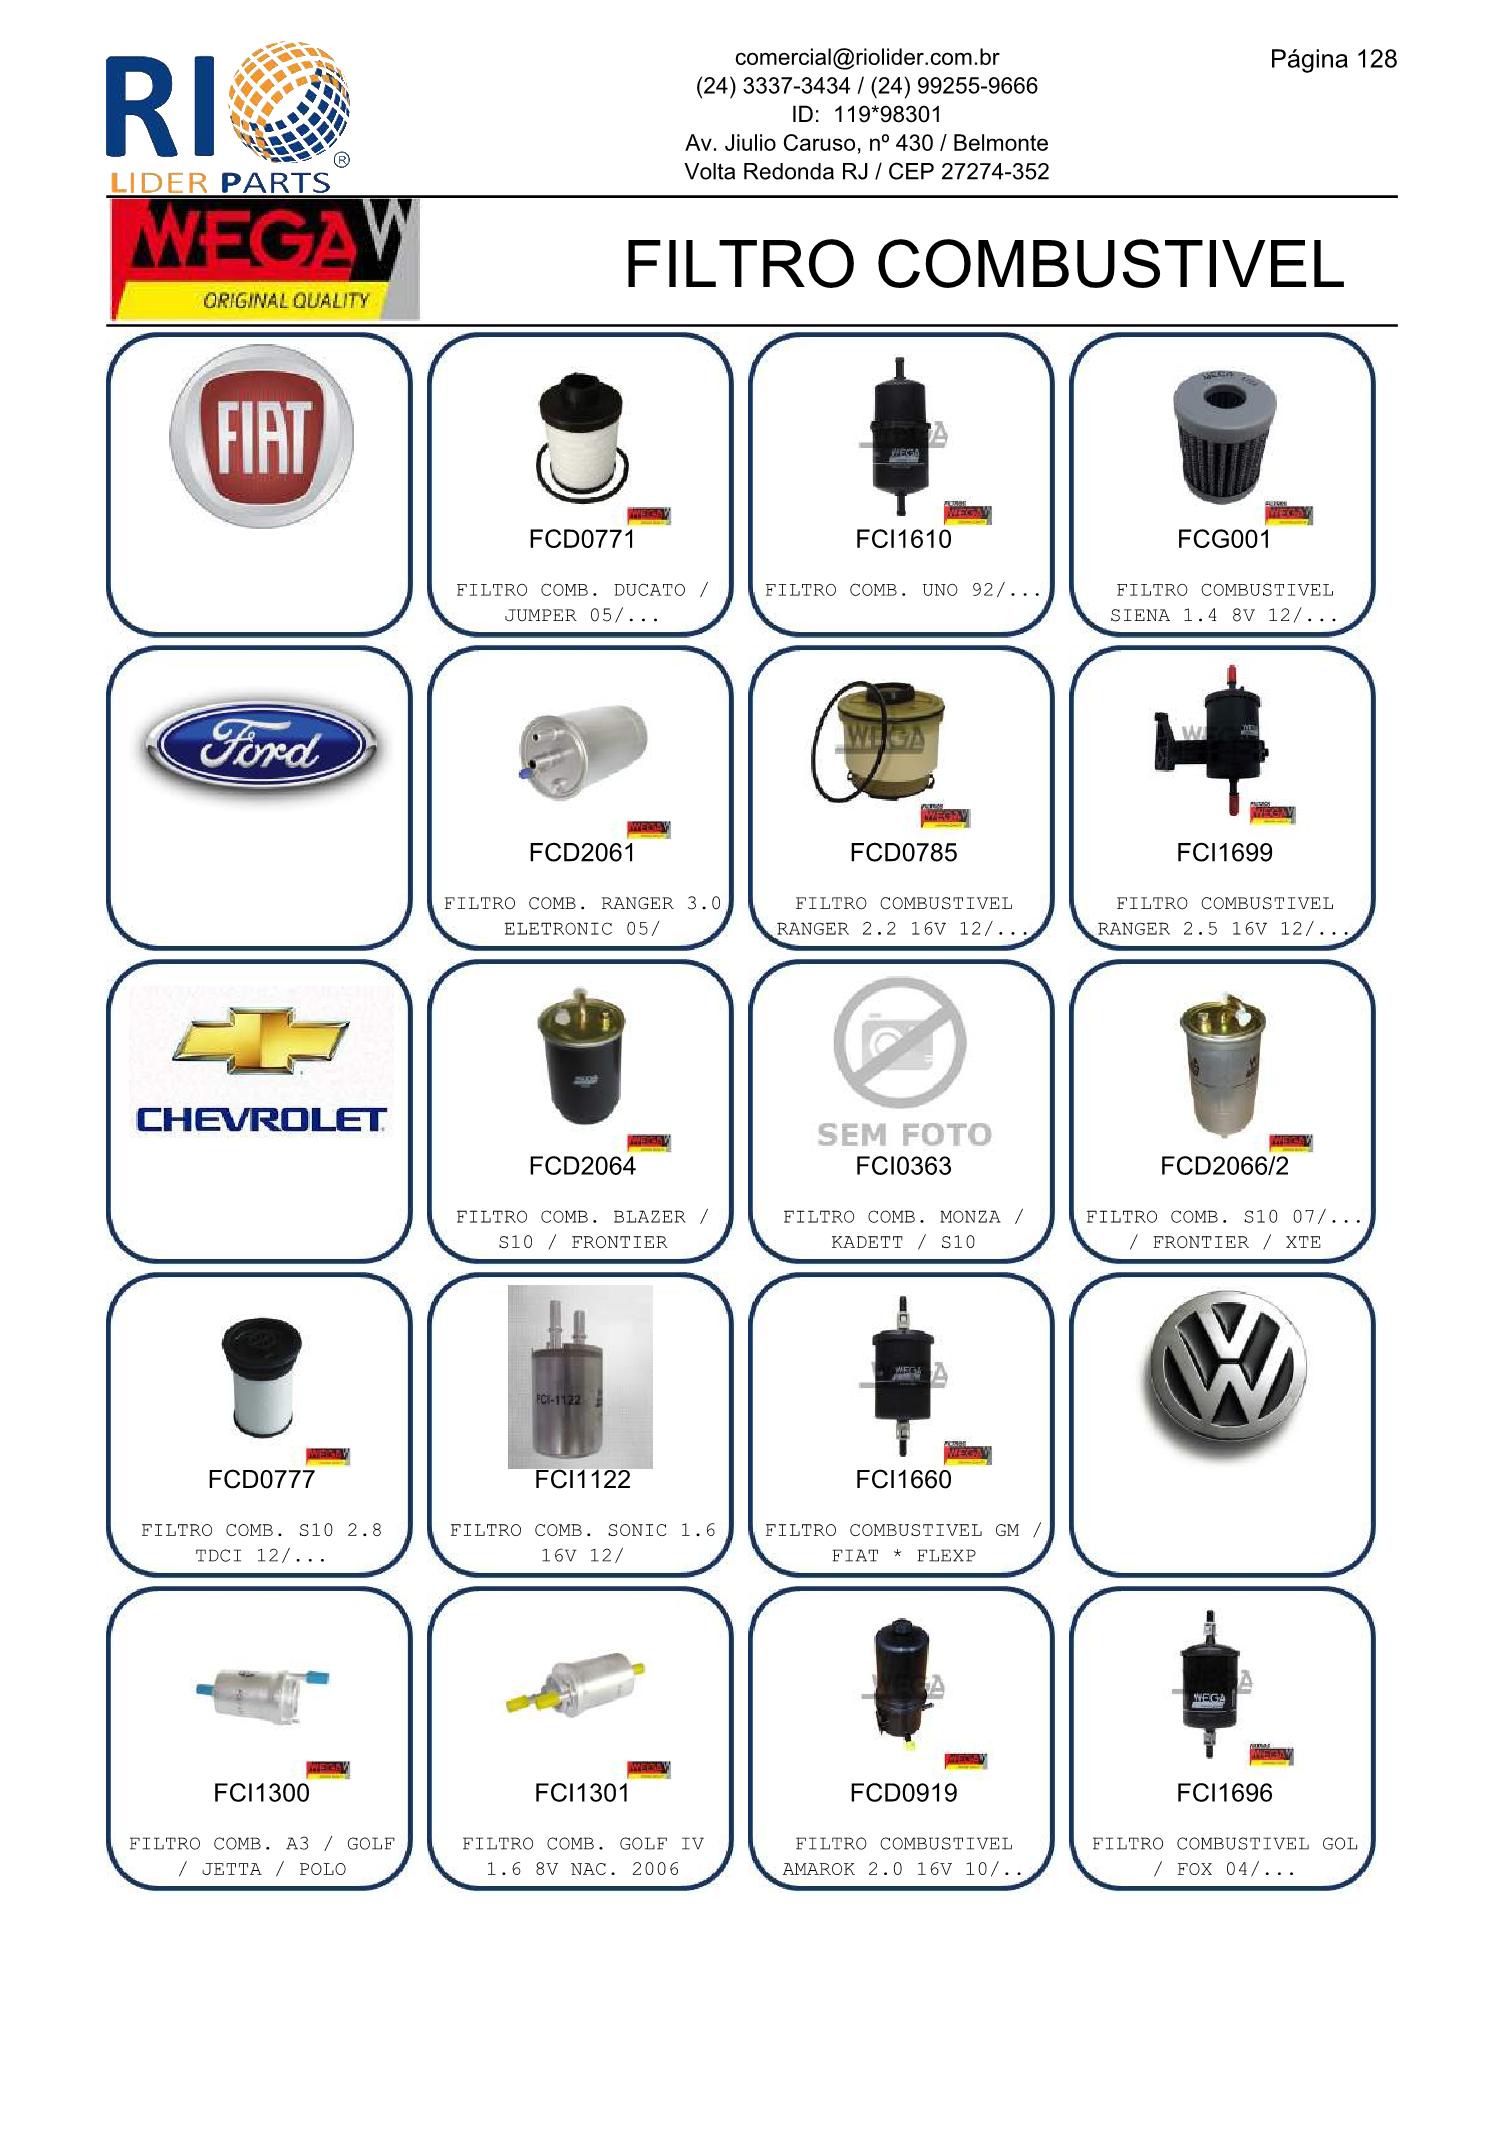 RIO
LIDER PARTS
®
comercial@riolider.com.br
(24) 3337-3434 / (24) 99255-9666
ID: 119*98301
Av. Jiulio Caruso, nº 430 / Belmonte
Volta Redonda RJ / CEP 27274-352
Página 128
WEGA W
ORIGINAL QUALITY
FILTRO COMBUSTIVEL
FIAT
FCD0771
FILTRO COMB. DUCATO /
JUMPER 05/...
WEGA
FCI1610
FILTRO COMB. UNO 92/...
FCG001
FILTRO COMBUSTIVEL
SIENA 1.4 8V 12/...
Ford
FCD2061
FILTRO COMB. RANGER 3.0
ELETRONIC 05/
WEGA
FCD0785
FILTRO COMBUSTIVEL
RANGER 2.2 16V 12/...
FCI1699
FILTRO COMBUSTIVEL
RANGER 2.5 16V 12/...
CHEVROLET
FCD2064
FILTRO COMB. BLAZER /
S10 / FRONTIER
SEM FOTO
FCI0363
FILTRO COMB. MONZA /
KADETT / S10
FCD2066/2
FILTRO COMB. S10 07/...
/ FRONTIER / XTE
FCD0777
FILTRO COMB. S10 2.8
TDCI 12/...
FCI-1122
FCI1122
FILTRO COMB. SONIC 1.6
16V 12/
WEGA
FCI1660
FILTRO COMBUSTIVEL GM /
FIAT * FLEXP
VW
FCI1300
FILTRO COMB. A3 / GOLF
/ JETTA / POLO
FCI1301
FILTRO COMB. GOLF IV
1.6 8V NAC. 2006
WEGA
FCD0919
FILTRO COMBUSTIVEL
AMAROK 2.0 16V 10/..
WEGA
FCI1696
FILTRO COMBUSTIVEL GOL
/ FOX 04/...